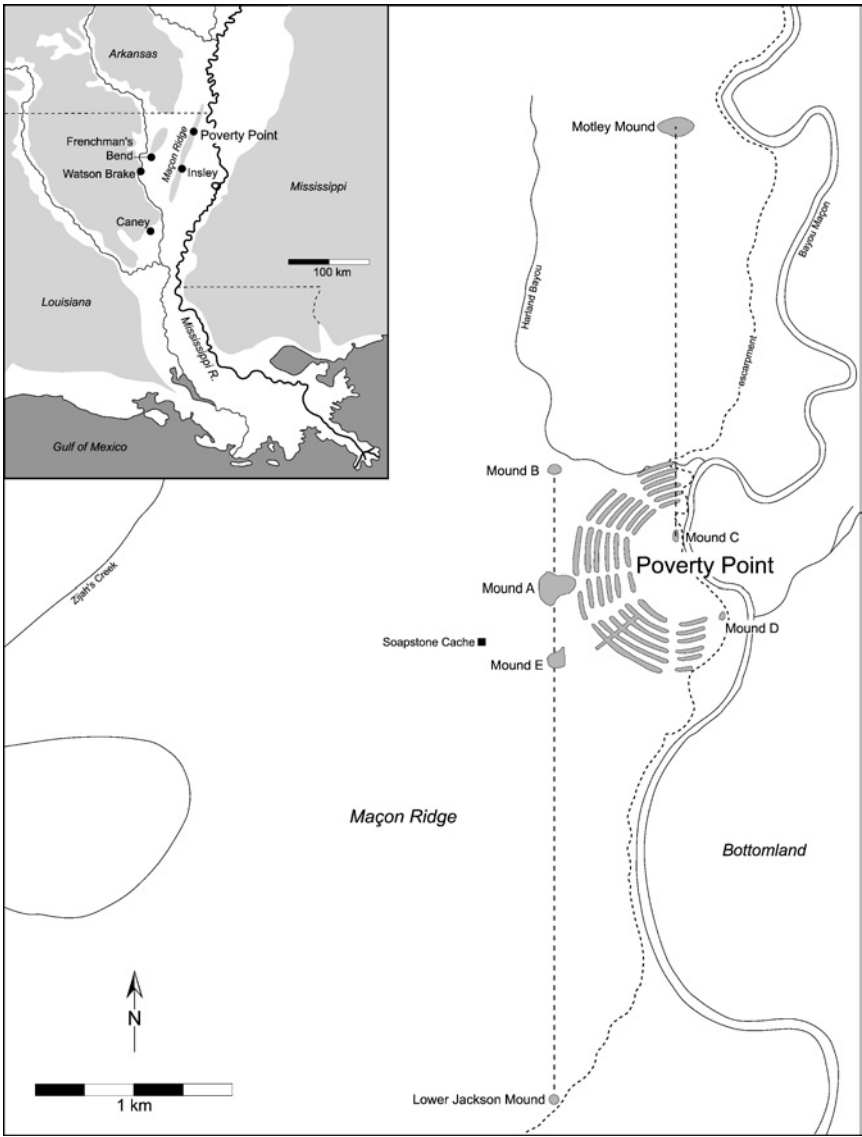 Arkansas
Frenchman's
Bend
Watson Brake
Maçon Ridge
Poverty Point
Insley
Mississippi
Caney
100 km
Louisiana
Mississippi R.
Gulf of Mexico
Motley Mound
Harland Bayou
Bayou Maçon
escarpment
Mound B
Mound C
Poverty Point
Zijah's Creek
Mound A
Mound D
Soapstone Cache
Mound E
Maçon Ridge
Bottomland
N
1 km
Lower Jackson Mound